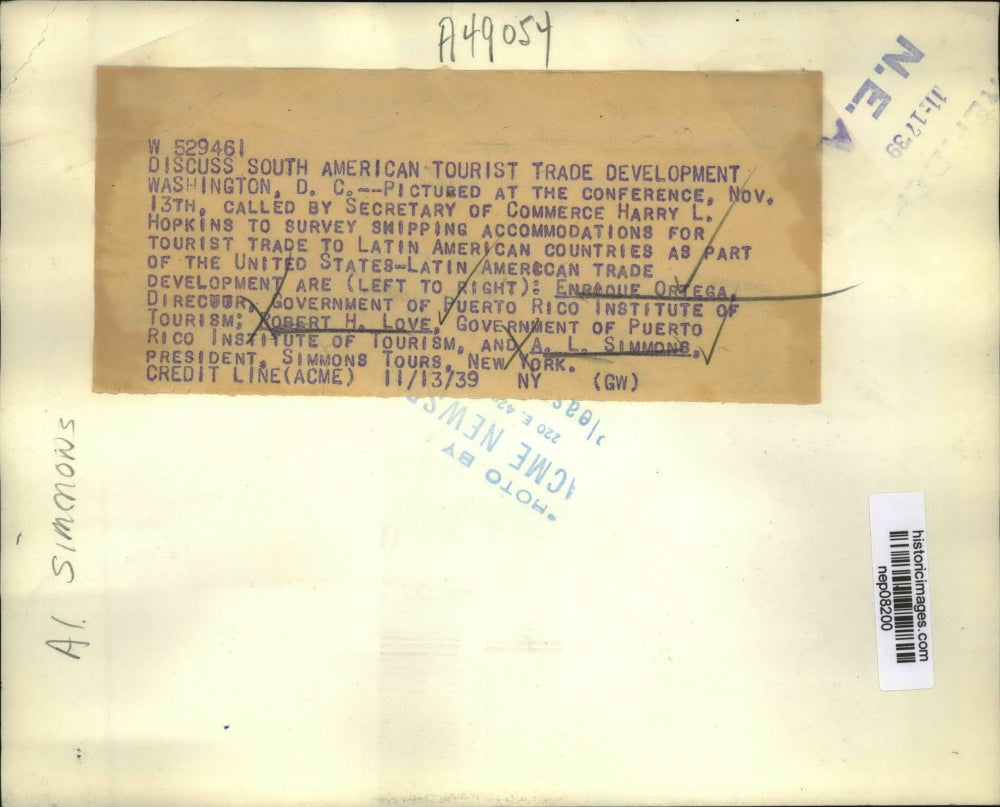 A49054
N.E.A
11-17'39
W 529461
DISCUSS SOUTH AMERICAN TOURIST TRADE DEVELOPMENT
WASHINGTON, D. C.--PICTURED AT THE CONFERENCE, NOV.
13TH, CALLED BY SECRETARY OF COMMERCE HARRY L.
HOPKINS TO SURVEY SHIPPING ACCOMMODATIONS FOR
TOURIST TRADE TO LATIN AMERICAN COUNTRIES AS PART
OF THE UNITED STATES-LATIN AMERICAN TRADE
DEVELOPMENT ARE (LEFT TO RIGHT): ENRIQUE ORTEGA,
DIRECTOR, GOVERNMENT OF PUERTO RICO INSTITUTE OF
TOURISM; ROBERT H. LOVE, GOVERNMENT OF PUERTO
RICO INSTITUTE OF TOURISM, AND A. L. SIMMONS,
PRESIDENT, SIMMONS TOURS, NEW YORK.
CREDIT LINE(ACME) 11/13/39 NY (GW)
PHOTO BY
ACME
220 E.
Al. Simmons
historicimages.com
nep08200